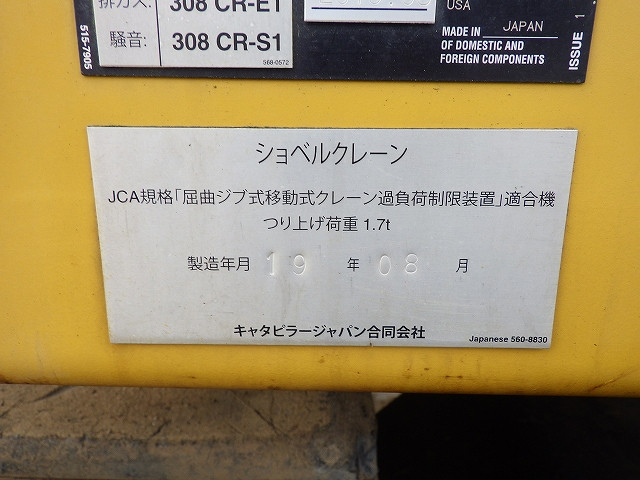 排ガス: 308 CR-E1
騒音: 308 CR-S1
568-0572
515-7905
USA
MADE IN JAPAN
OF DOMESTIC AND
FOREIGN COMPONENTS
ISSUE 1
ショベルクレーン
JCA規格「屈曲ジブ式移動式クレーン過負荷制限装置」適合機
つり上げ荷重 1.7t
製造年月 19 年 08 月
キャタピラージャパン合同会社
Japanese 560-8830